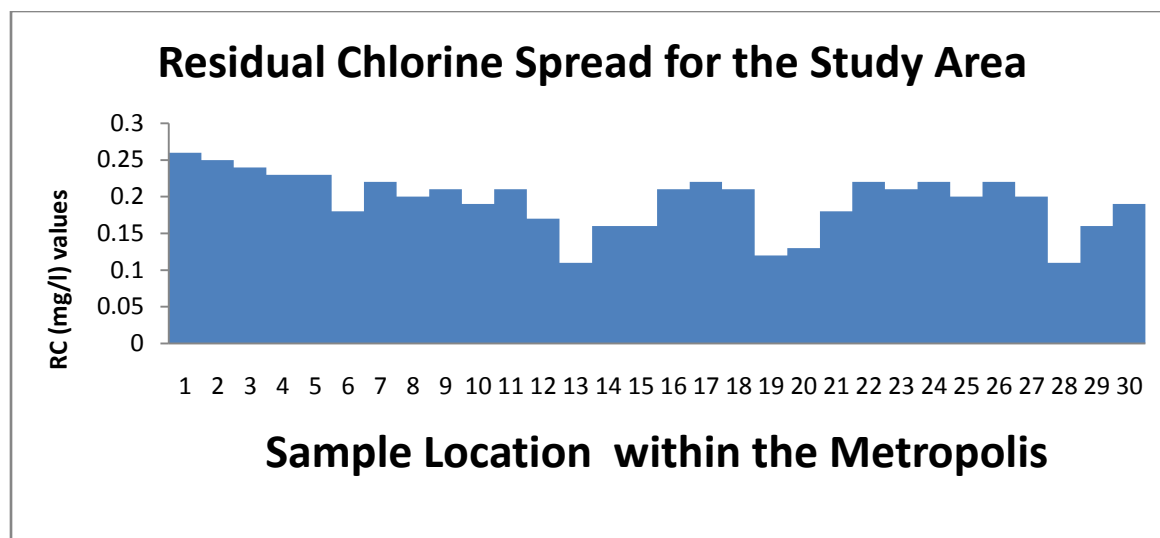 Residual Chlorine Spread for the Study Area
RC (mg/l) values
0.3
0.25
0.2
0.15
0.1
0.05
0
1 2 3 4 5 6 7 8 9 10 11 12 13 14 15 16 17 18 19 20 21 22 23 24 25 26 27 28 29 30
Sample Location within the Metropolis